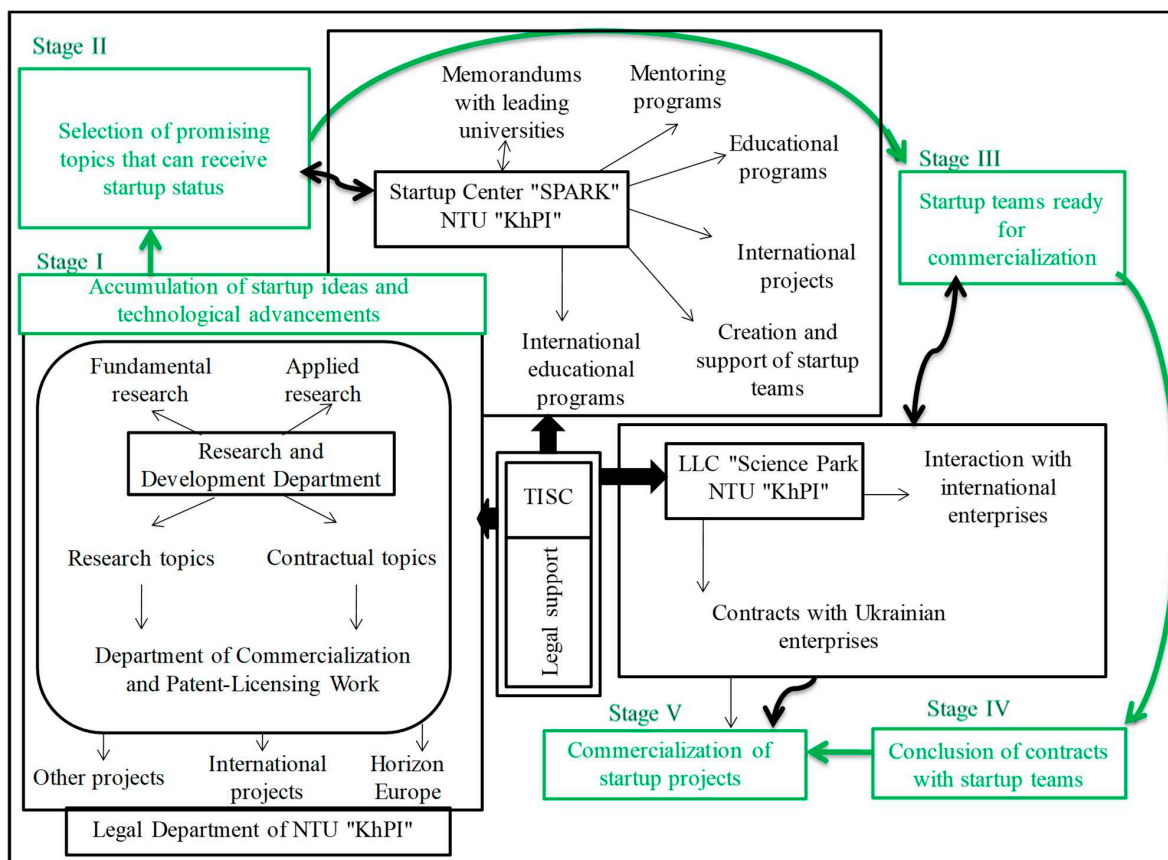 Stage II
Selection of promising
topics that can receive
startup status
Memorandums
with leading
universities
Mentoring
programs
Educational
programs
Startup Center "SPARK"
NTU "KhPI"
International
projects
Creation and
support of startup
teams
International
educational
programs
Stage III
Startup teams ready
for
commercialization
Stage I
Accumulation of startup ideas and
technological advancements
Fundamental
research
Applied
research
Research and
Development Department
Research topics
Contractual topics
Department of Commercialization
and Patent-Licensing Work
Other projects
International
projects
Horizon
Europe
Legal Department of NTU "KhPI"
TISC
Legal support
LLC "Science Park
NTU "KhPI"
Interaction with
international
enterprises
Contracts with Ukrainian
enterprises
Stage V
Commercialization of
startup projects
Stage IV
Conclusion of contracts
with startup teams